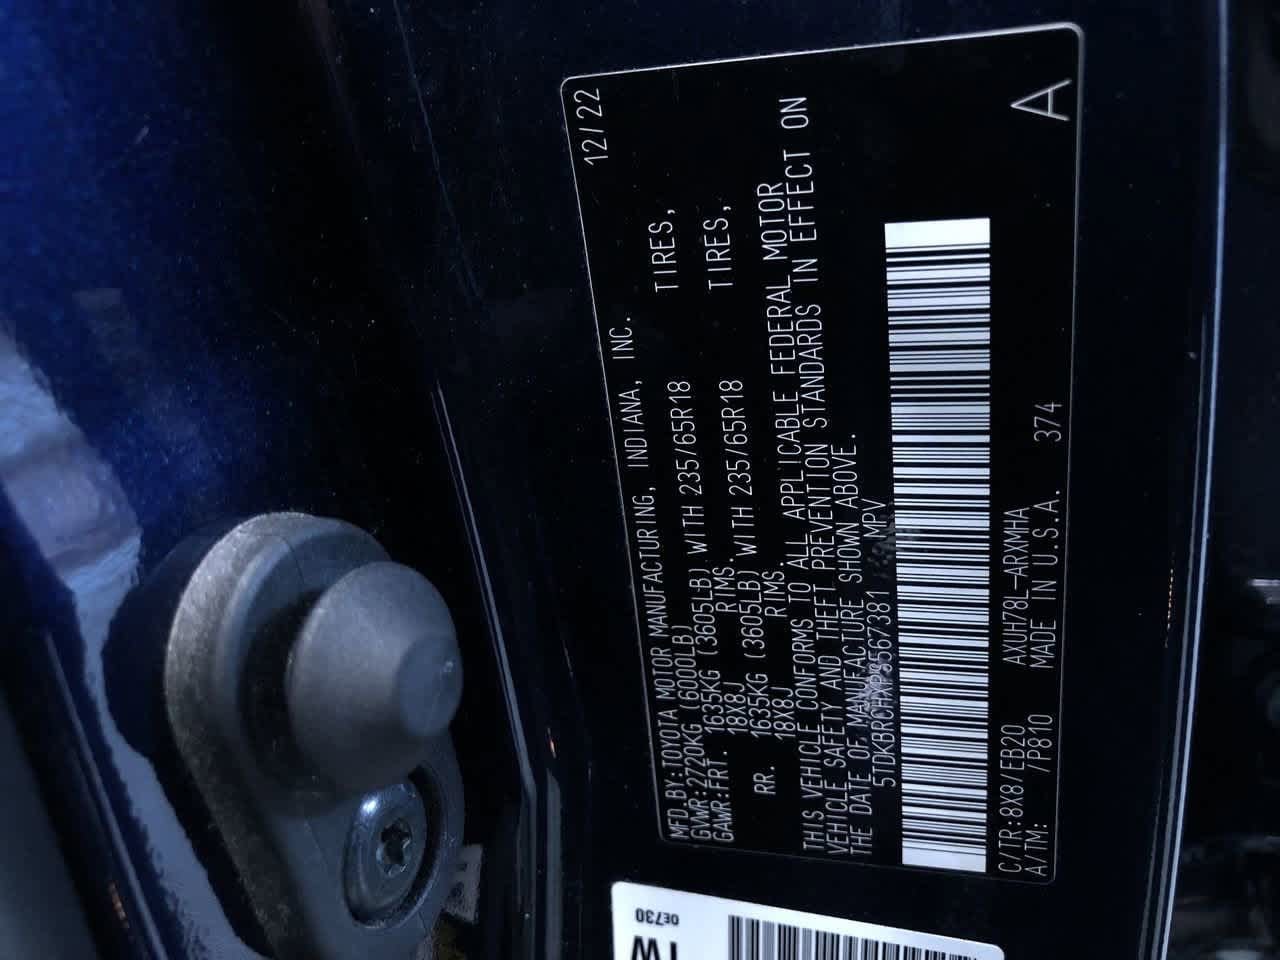 12/22
MFD.BY:TOYOTA MOTOR MANUFACTURING, INDIANA, INC.
GVWR:2720KG (6000LB)
GAWR:FRT. 1635KG (3605LB) WITH 235/65R18 TIRES,
18X8J RIMS.
RR. 1635KG (3605LB) WITH 235/65R18 TIRES,
18X8J RIMS.
THIS VEHICLE CONFORMS TO ALL APPLICABLE FEDERAL MOTOR
VEHICLE SAFETY AND THEFT PREVENTION STANDARDS IN EFFECT ON
THE DATE OF MANUFACTURE SHOWN ABOVE.
MPV
C/TR:8X8/EB20 AXUH78L-ARXMHA
A/TM: /P810 MADE IN U.S.A. 374
A
0E730